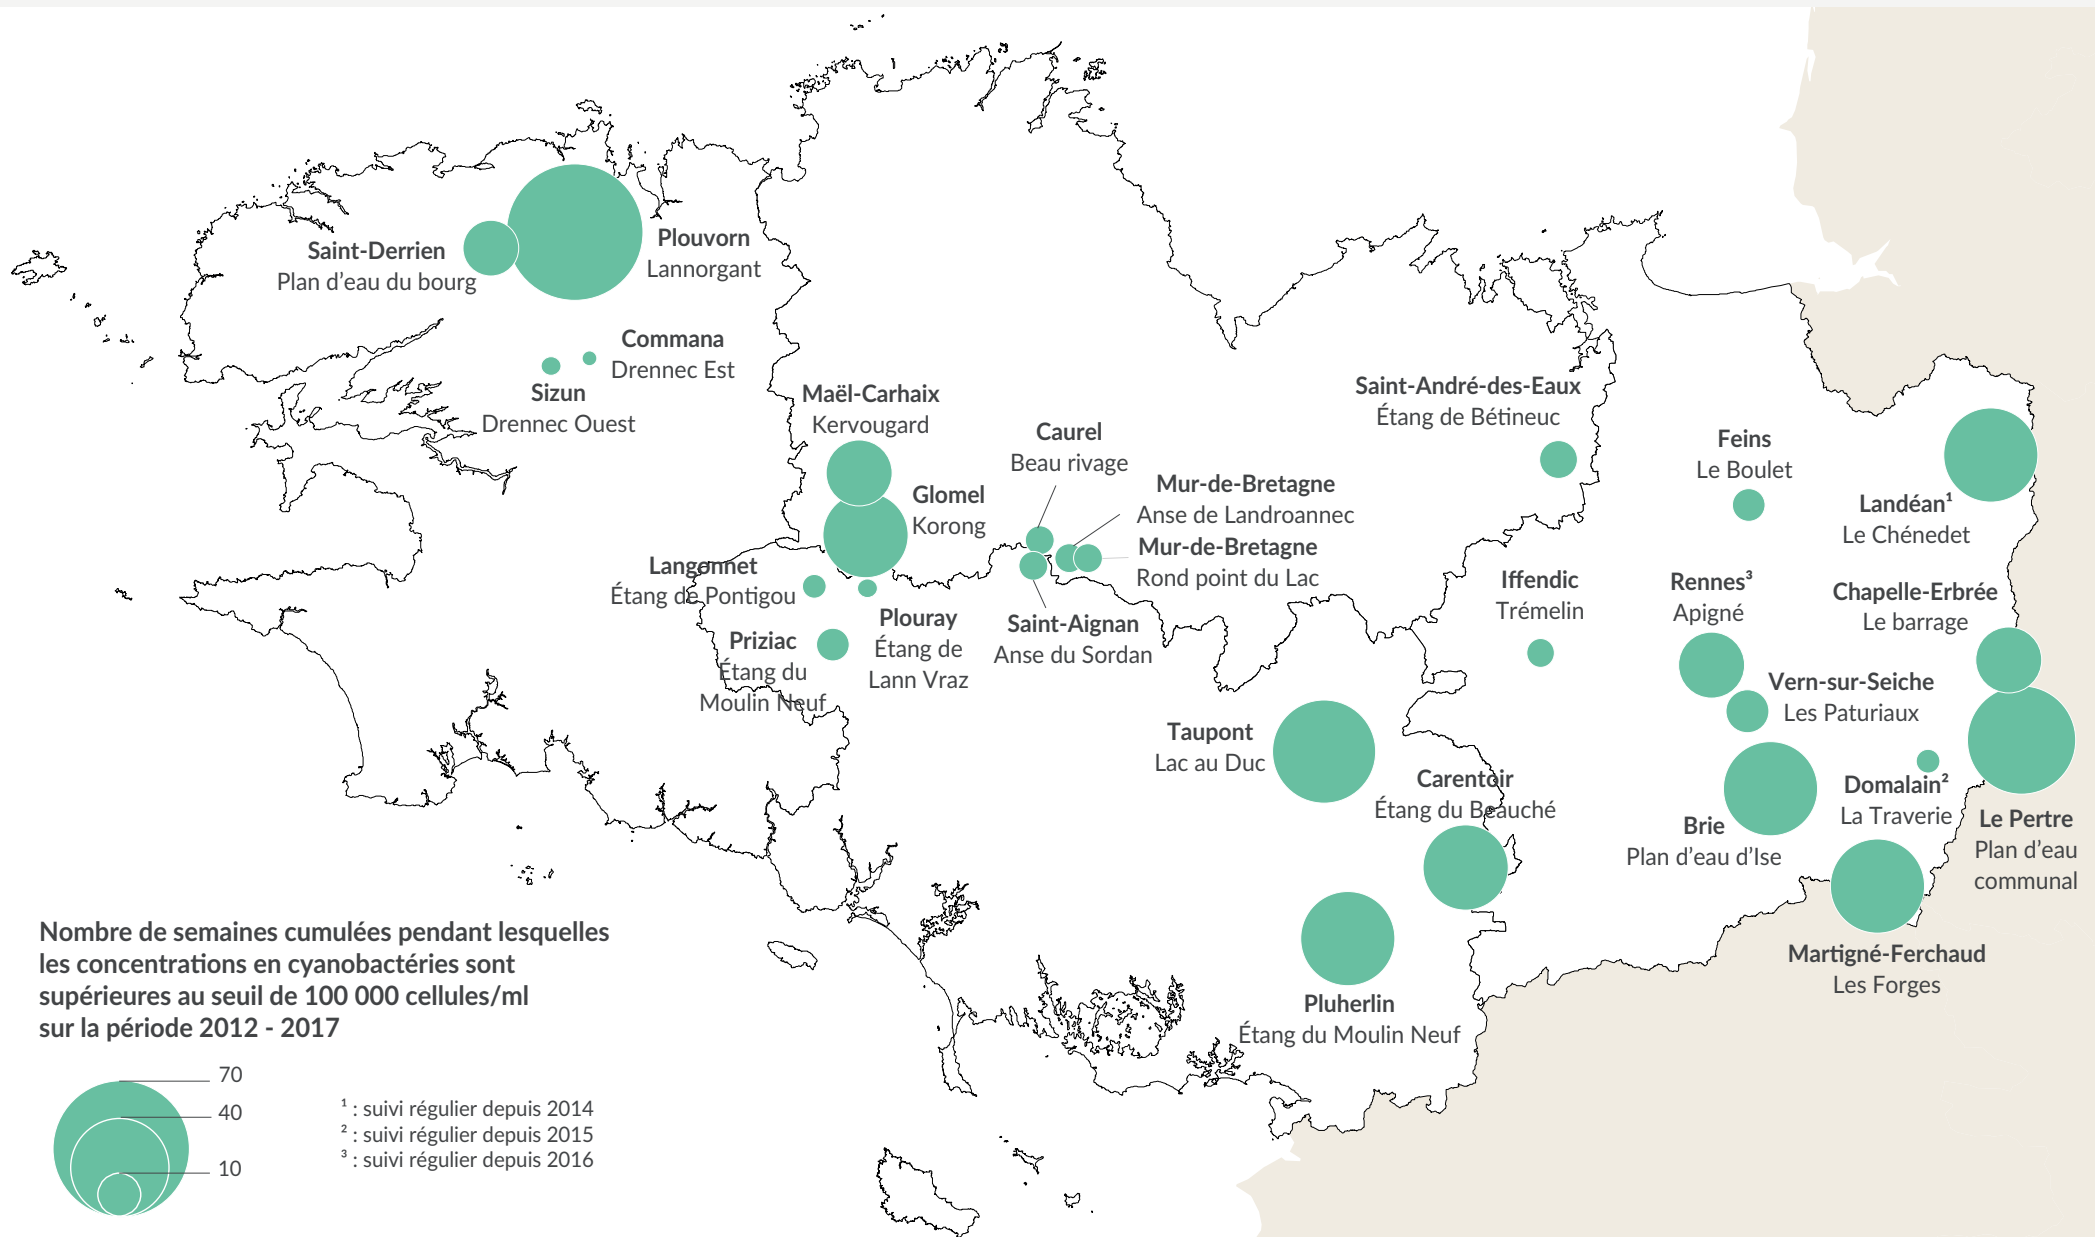 Saint-Derrien
Plan d’eau du bourg
Plouvorn
Lannorgant
Commana
Drennec Est
Sizun
Drennec Ouest
Maël-Carhaix
Kervougard
Glomel
Korong
Caurel
Beau rivage
Mur-de-Bretagne
Anse de Landroannec
Mur-de-Bretagne
Rond point du Lac
Saint-André-des-Eaux
Étang de Bétineuc
Feins
Le Boulet
Landéan¹
Le Chénedet
Langonnet
Étang de Pontigou
Priziac
Étang du
Moulin Neuf
Plouray
Étang de
Lann Vraz
Saint-Aignan
Anse du Sordan
Iffendic
Trémelin
Rennes³
Apigné
Chapelle-Erbrée
Le barrage
Vern-sur-Seiche
Les Paturiaux
Taupont
Lac au Duc
Carentoir
Étang du Beauché
Domalain²
La Traverie
Brie
Plan d’eau d’Ise
Le Pertre
Plan d’eau
communal
Martigné-Ferchaud
Les Forges
Pluherlin
Étang du Moulin Neuf
Nombre de semaines cumulées pendant lesquelles
les concentrations en cyanobactéries sont
supérieures au seuil de 100 000 cellules/ml
sur la période 2012 - 2017
70
40
10
¹ : suivi régulier depuis 2014
² : suivi régulier depuis 2015
³ : suivi régulier depuis 2016